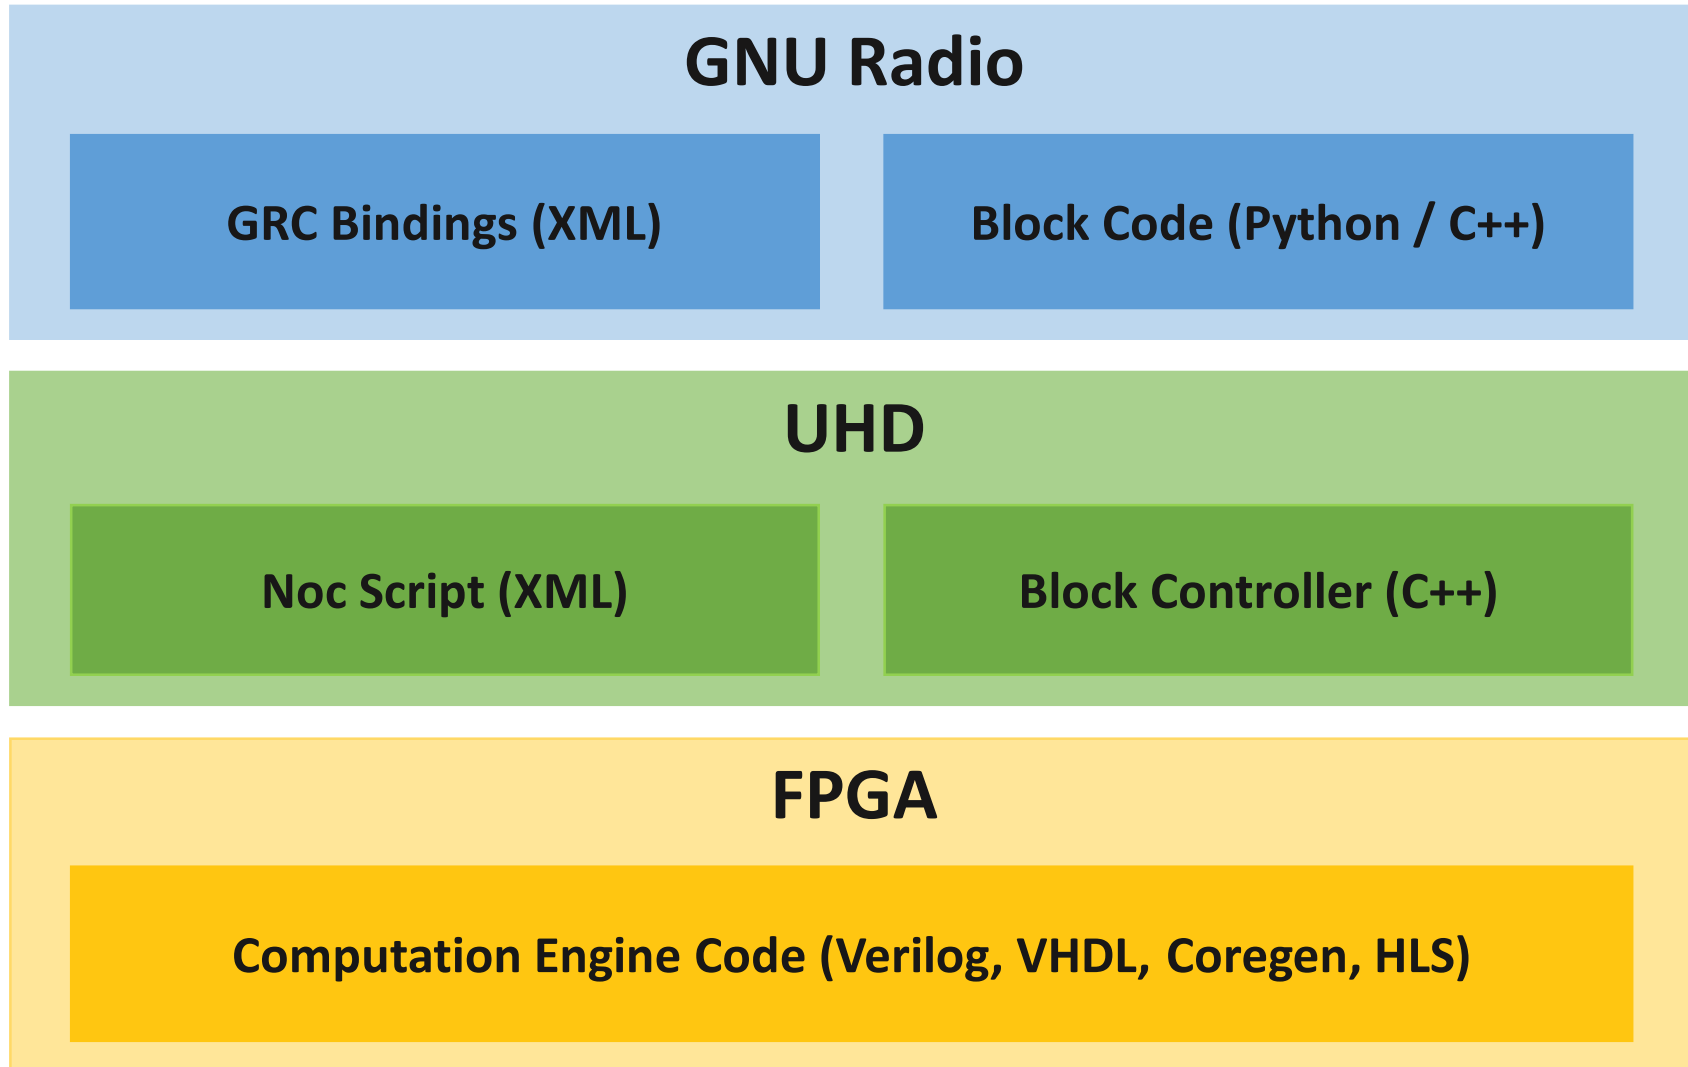 GNU Radio
GRC Bindings (XML)
Block Code (Python / C++)
UHD
Noc Script (XML)
Block Controller (C++)
FPGA
Computation Engine Code (Verilog, VHDL, Coregen, HLS)